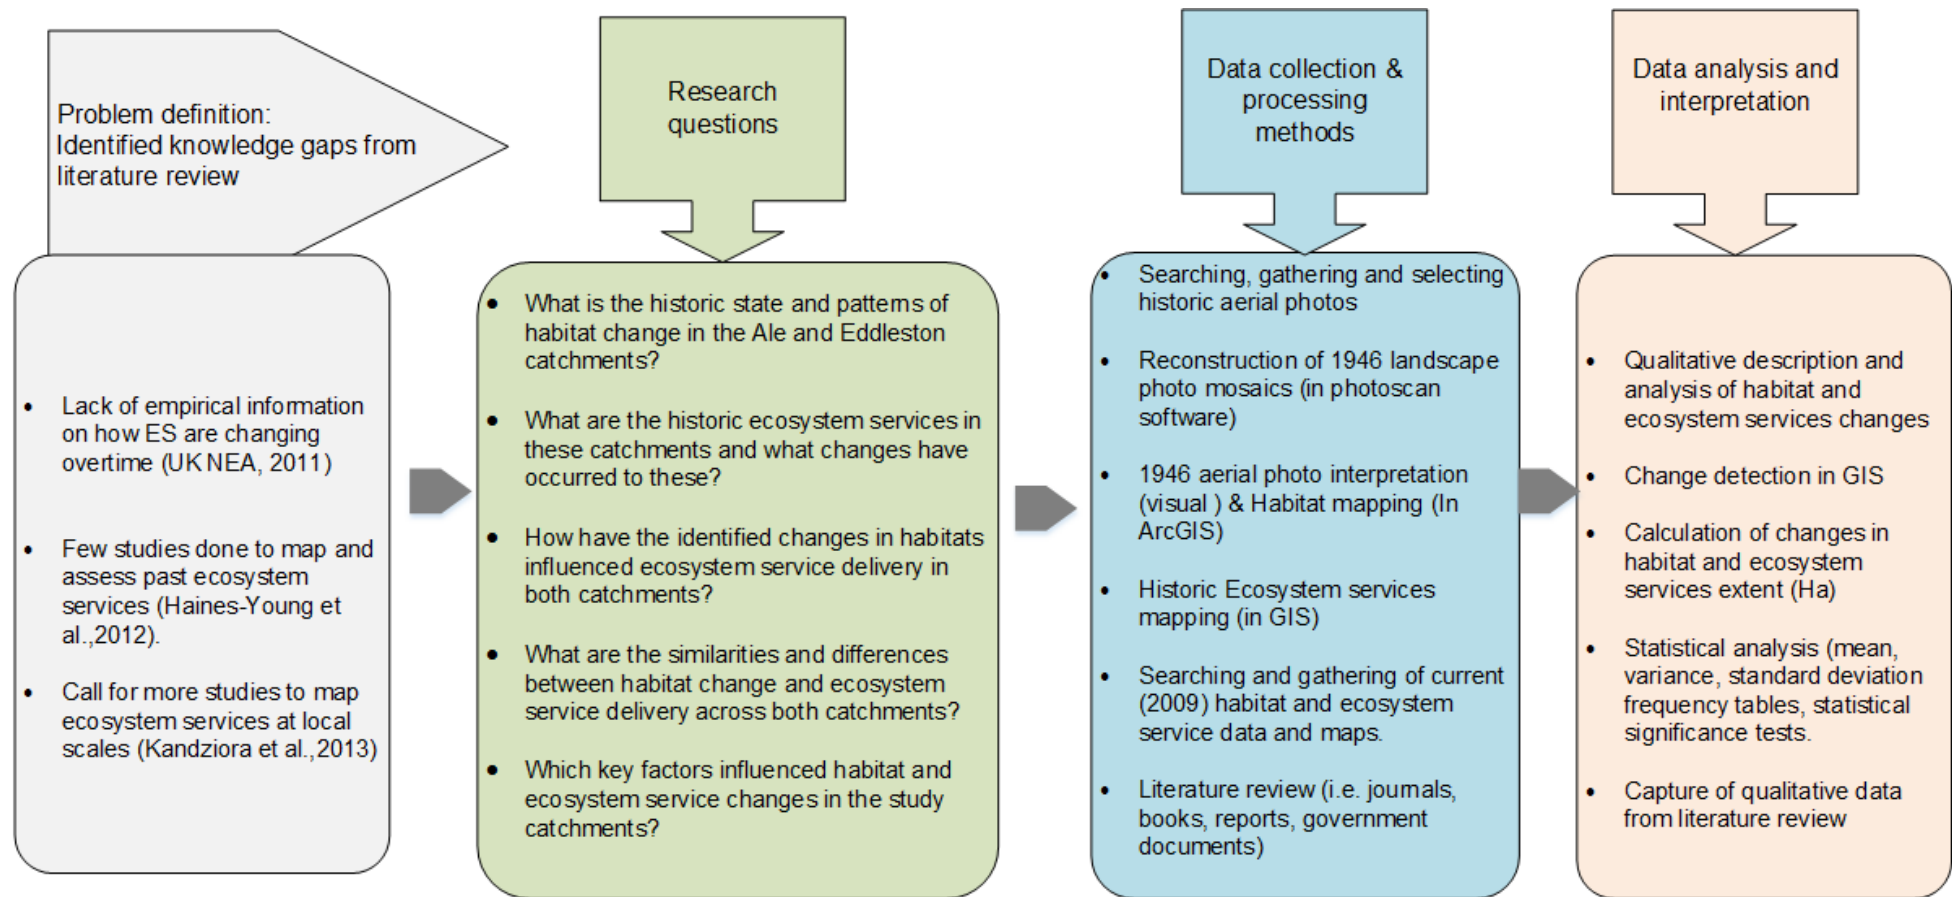 Problem definition:
Identified knowledge gaps from
literature review
• Lack of empirical information
on how ES are changing
overtime (UK NEA, 2011)
• Few studies done to map and
assess past ecosystem
services (Haines-Young et
al.,2012).
• Call for more studies to map
ecosystem services at local
scales (Kandziora et al.,2013)
Research
questions
• What is the historic state and patterns of
habitat change in the Ale and Eddleston
catchments?
• What are the historic ecosystem services in
these catchments and what changes have
occurred to these?
• How have the identified changes in habitats
influenced ecosystem service delivery in
both catchments?
• What are the similarities and differences
between habitat change and ecosystem
service delivery across both catchments?
• Which key factors influenced habitat and
ecosystem service changes in the study
catchments?
Data collection &
processing
methods
• Searching, gathering and selecting
historic aerial photos
• Reconstruction of 1946 landscape
photo mosaics (in photoscan
software)
• 1946 aerial photo interpretation
(visual ) & Habitat mapping (In
ArcGIS)
• Historic Ecosystem services
mapping (in GIS)
• Searching and gathering of current
(2009) habitat and ecosystem
service data and maps.
• Literature review (i.e. journals,
books, reports, government
documents)
Data analysis and
interpretation
• Qualitative description and
analysis of habitat and
ecosystem services changes
• Change detection in GIS
• Calculation of changes in
habitat and ecosystem
services extent (Ha)
• Statistical analysis (mean,
variance, standard deviation
frequency tables, statistical
significance tests.
• Capture of qualitative data
from literature review